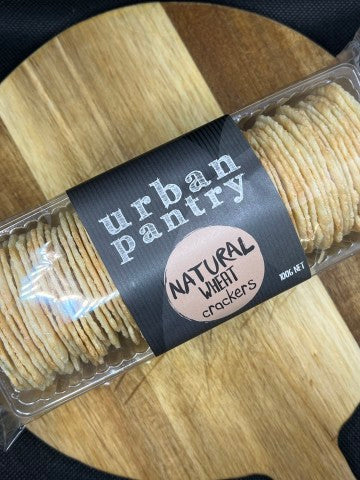 urban
pantry
NATURAL
WHEAT
crackers
100G NET